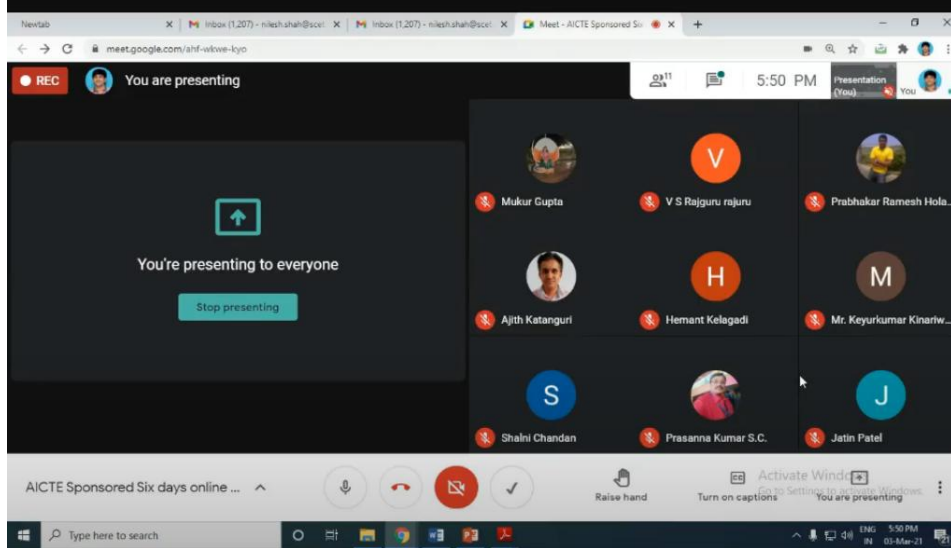 Newtab
Inbox (1,207) - nilesh.shah@scet
Inbox (1,207) - nilesh.shah@scet
Meet - AICTE Sponsored Si
meet.google.com/ahf-wkwe-kyo
REC
You are presenting
11
5:50 PM
Presentation
(You)
You
V
Mukur Gupta
V S Rajguru rajuru
Prabhakar Ramesh Hola...
You're presenting to everyone
Stop presenting
H
M
Ajith Katanguri
Hemant Kelagadi
Mr. Keyurkumar Kinariw...
S
J
Shalni Chandan
Prasanna Kumar S.C.
Jatin Patel
AICTE Sponsored Six days online ...
Raise hand
CC
Turn on captions
Activate Windows
Go to Settings to activate Windows.
You are presenting
Type here to search
ENG
IN
5:50 PM
03-Mar-21